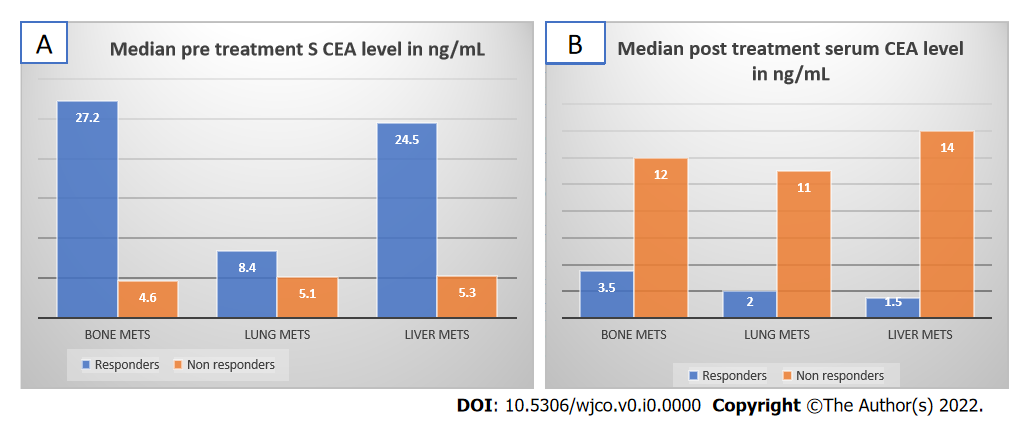 A
Median pre treatment S CEA level in ng/mL
27.2
4.6
8.4
5.1
24.5
5.3
BONE METS
LUNG METS
LIVER METS
Responders
Non responders
B
Median post treatment serum CEA level
in ng/mL
3.5
12
2
11
1.5
14
BONE METS
LUNG METS
LIVER METS
Responders
Non responders
DOI: 10.5306/wjco.v0.i0.0000 Copyright ©The Author(s) 2022.